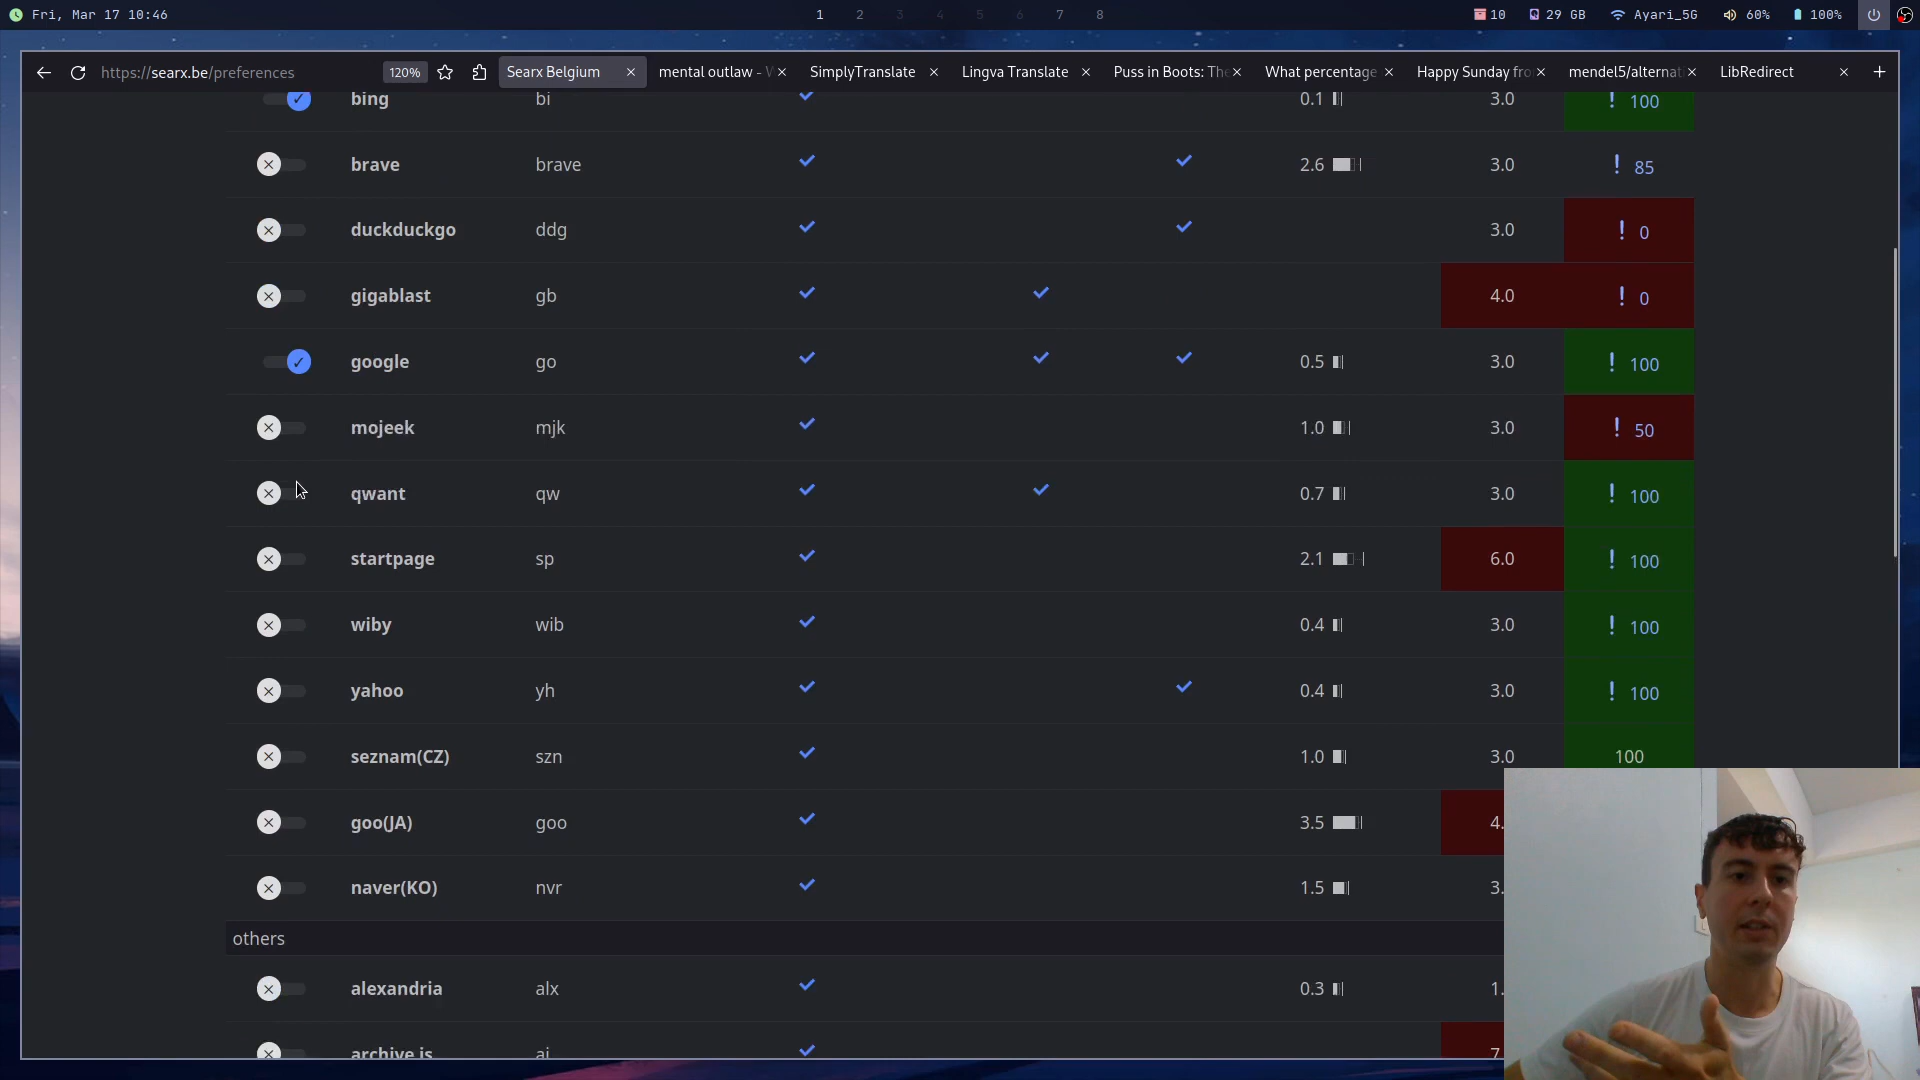 Fri, Mar 17 10:46 1 2 3 4 5 6 7 8 10 29 GB Ayari_5G 60% 100%
https://searx.be/preferences 120% Searx Belgium mental outlaw - SimplyTranslate Lingva Translate Puss in Boots: The What percentage Happy Sunday fro mendel5/alternat LibRedirect
bing bi 0.1 3.0 ! 100
brave brave 2.6 3.0 ! 85
duckduckgo ddg 3.0 ! 0
gigablast gb 4.0 ! 0
google go 0.5 3.0 ! 100
mojeek mjk 1.0 3.0 ! 50
qwant qw 0.7 3.0 ! 100
startpage sp 2.1 6.0 ! 100
wiby wib 0.4 3.0 ! 100
yahoo yh 0.4 3.0 ! 100
seznam(CZ) szn 1.0 3.0 100
goo(JA) goo 3.5 4.
naver(KO) nvr 1.5 3.
others
alexandria alx 0.3 1.
archive is ai 7